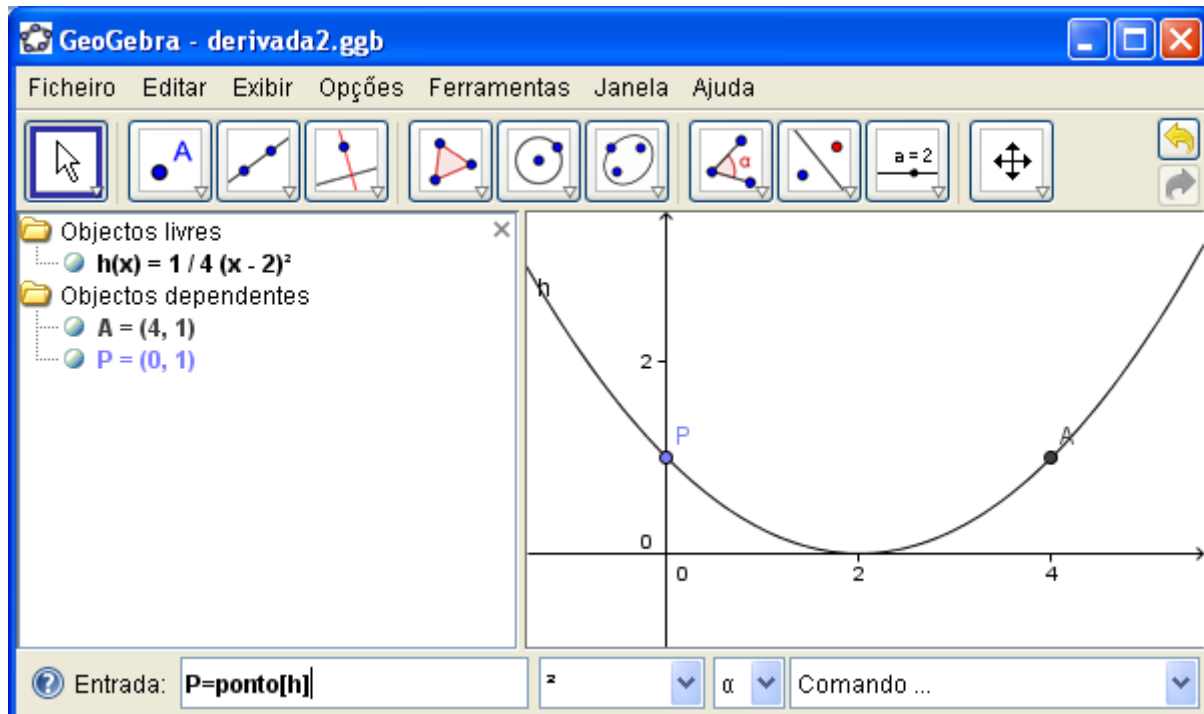 GeoGebra - derivada2.ggb
Ficheiro Editar Exibir Opções Ferramentas Janela Ajuda
A
α
a = 2
Objectos livres
h(x) = 1 / 4 (x - 2)²
Objectos dependentes
A = (4, 1)
P = (0, 1)
h
2
P
A
0
0 2 4
Entrada: P=ponto[h] ² α Comando ...